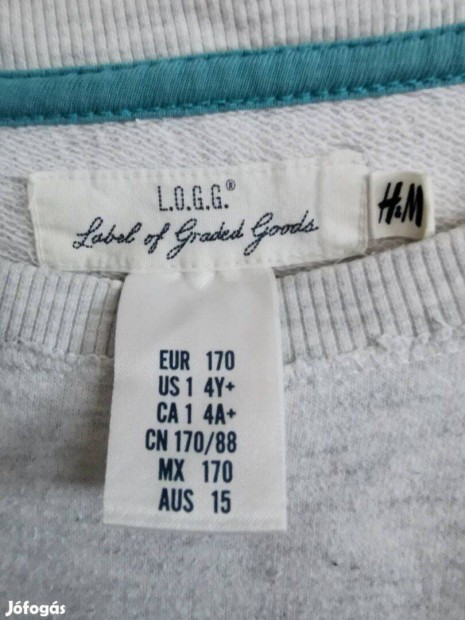 L.O.G.G.®
Label of Graded Goods
H&M
EUR 170
US 1 4Y+
CA 1 4A+
CN 170/88
MX 170
AUS 15
Jófogás